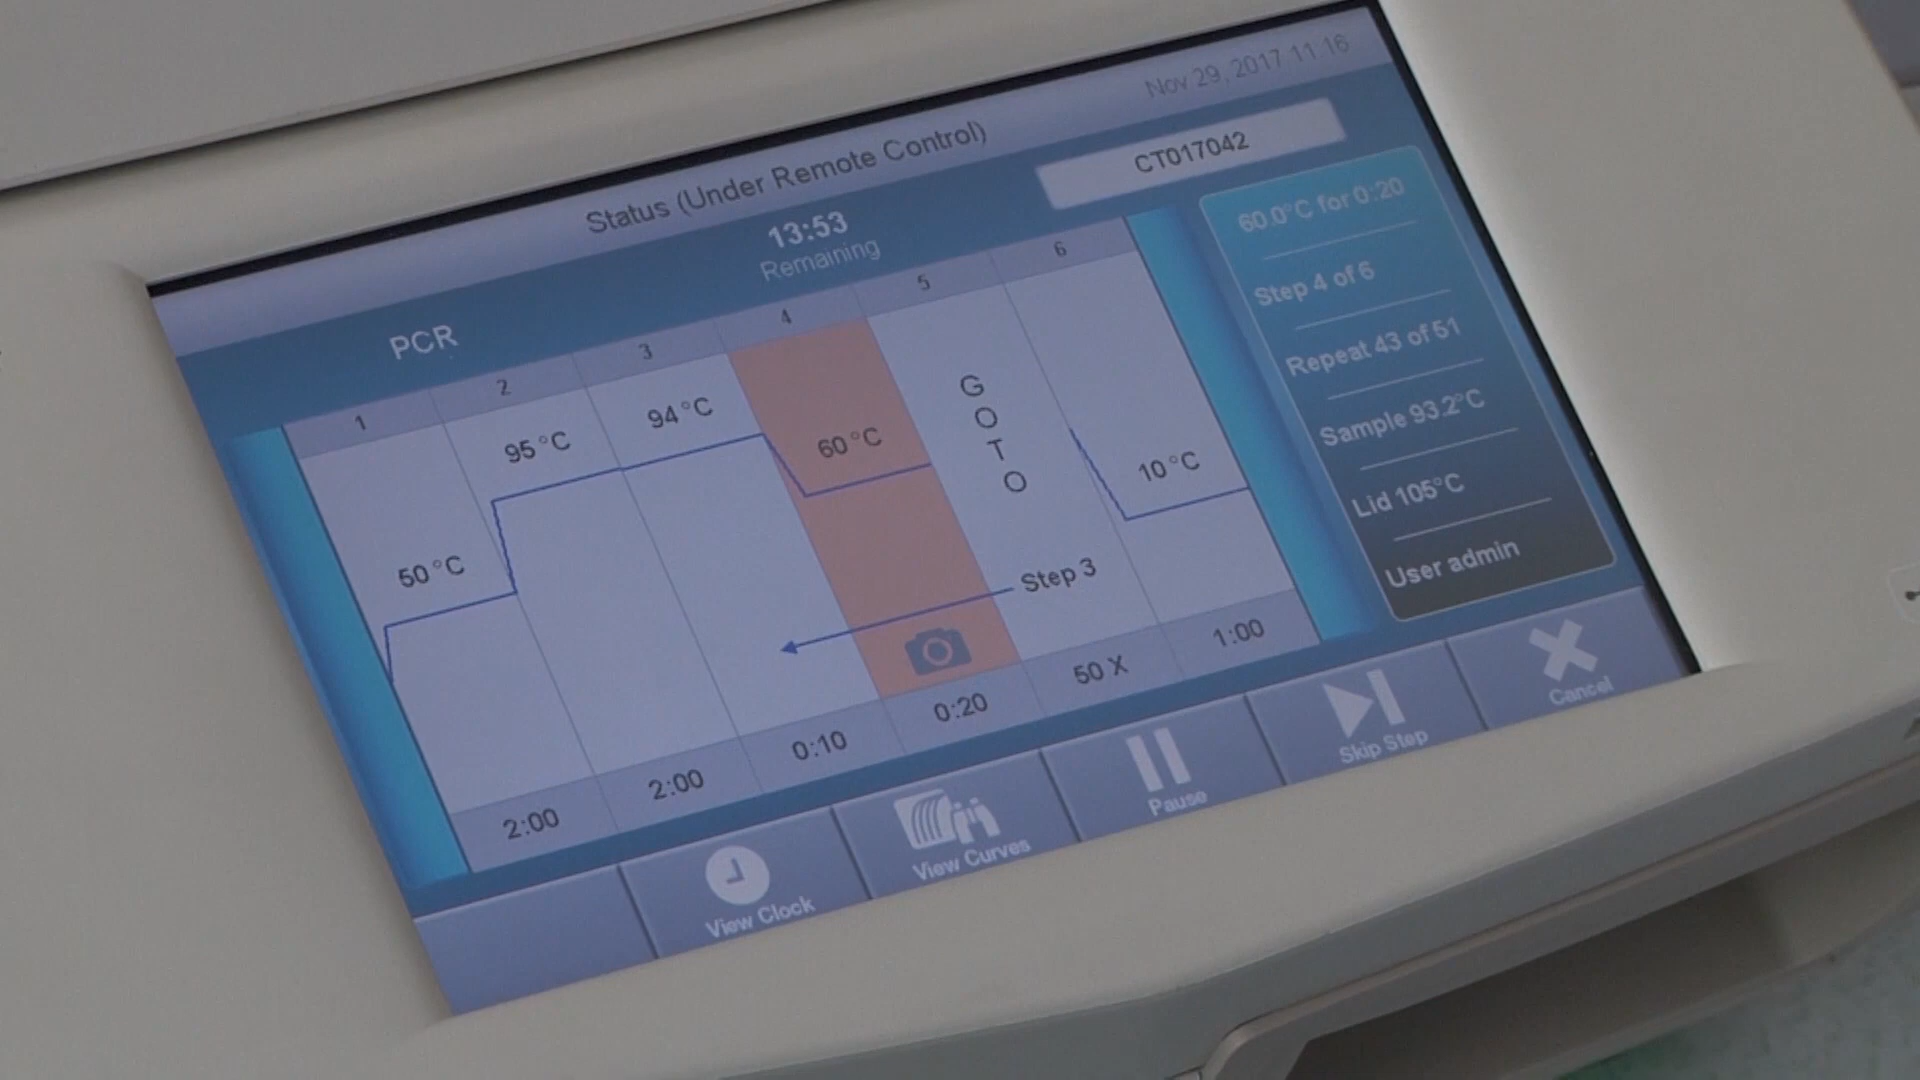 Nov 29, 2017 11:16
Status (Under Remote Control)
CT017042
13:53
Remaining
PCR
1 2 3 4 5 6
50°C
95°C
94°C
60°C
G
O
T
O
10°C
Step 3
2:00 2:00 0:10 0:20 50 X 1:00
60.0°C for 0:20
Step 4 of 6
Repeat 43 of 51
Sample 93.2°C
Lid 105°C
User admin
View Clock
View Curves
Pause
Skip Step
Cancel